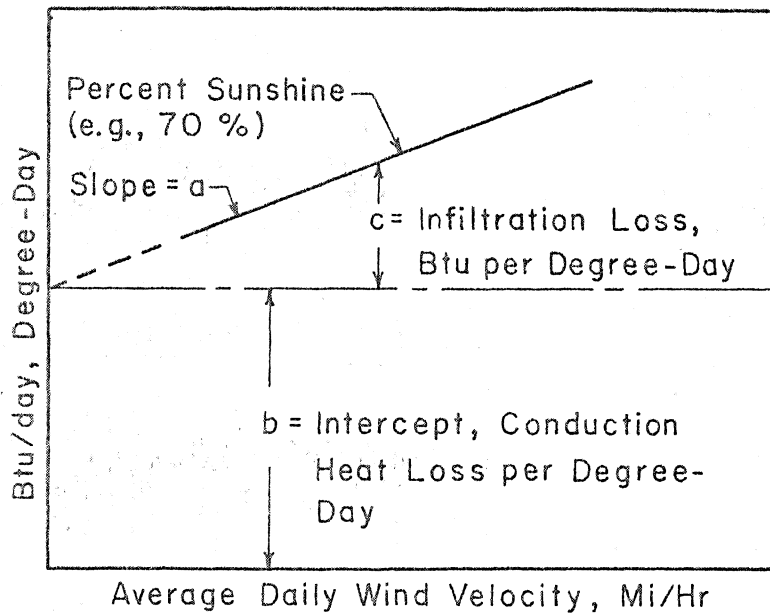 Percent Sunshine
(e.g., 70 %)
Slope = a
c = Infiltration Loss,
Btu per Degree-Day
b = Intercept, Conduction
Heat Loss per Degree-
Day
Btu/day, Degree-Day
Average Daily Wind Velocity, Mi/Hr